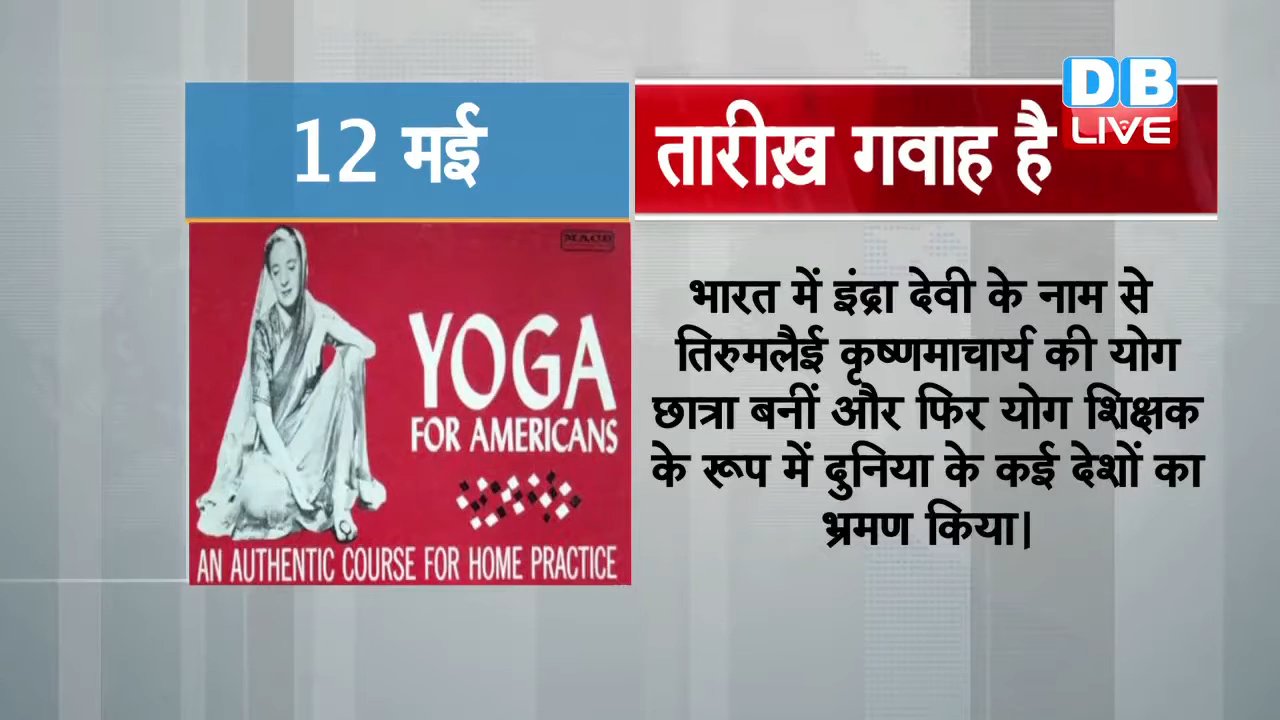 12 मई
तारीख़ गवाह है
DB
LIVE
MACE
YOGA
FOR AMERICANS
AN AUTHENTIC COURSE FOR HOME PRACTICE
भारत में इंद्रा देवी के नाम से
तिरुमलैई कृष्णमाचार्य की योग
छात्रा बनीं और फिर योग शिक्षक
के रूप में दुनिया के कई देशों का
भ्रमण किया|